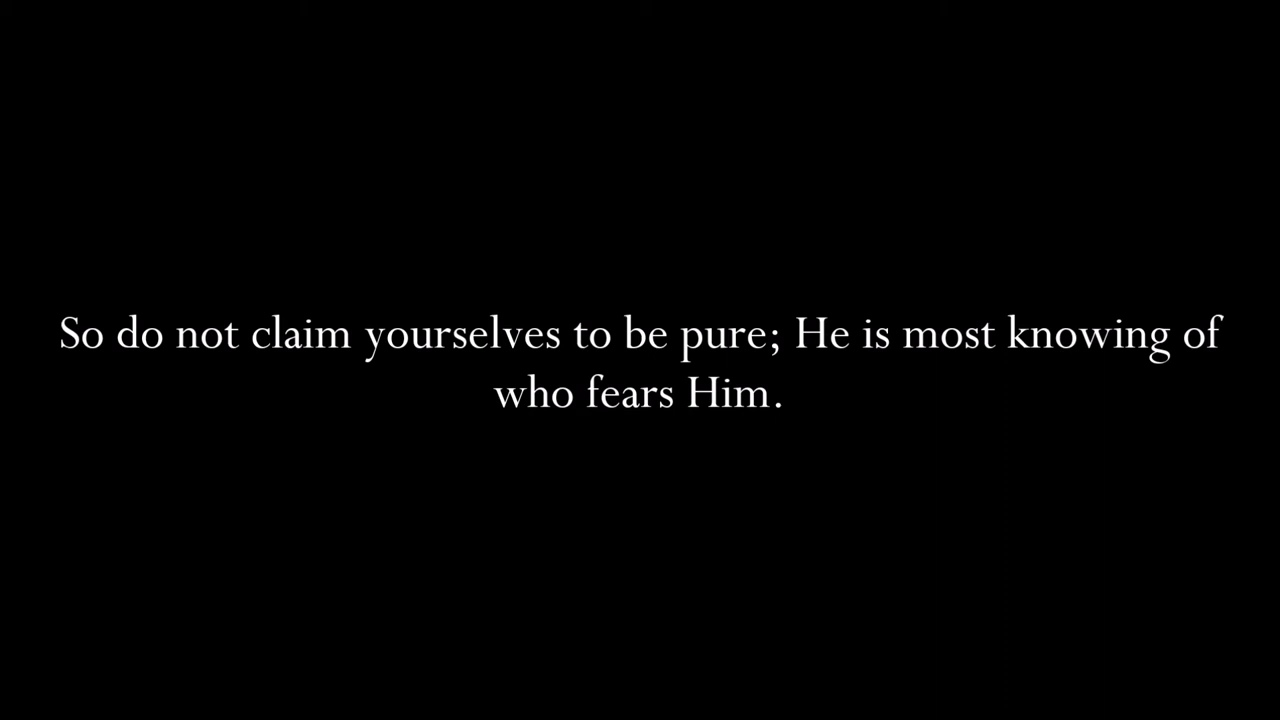 So do not claim yourselves to be pure; He is most knowing of
who fears Him.